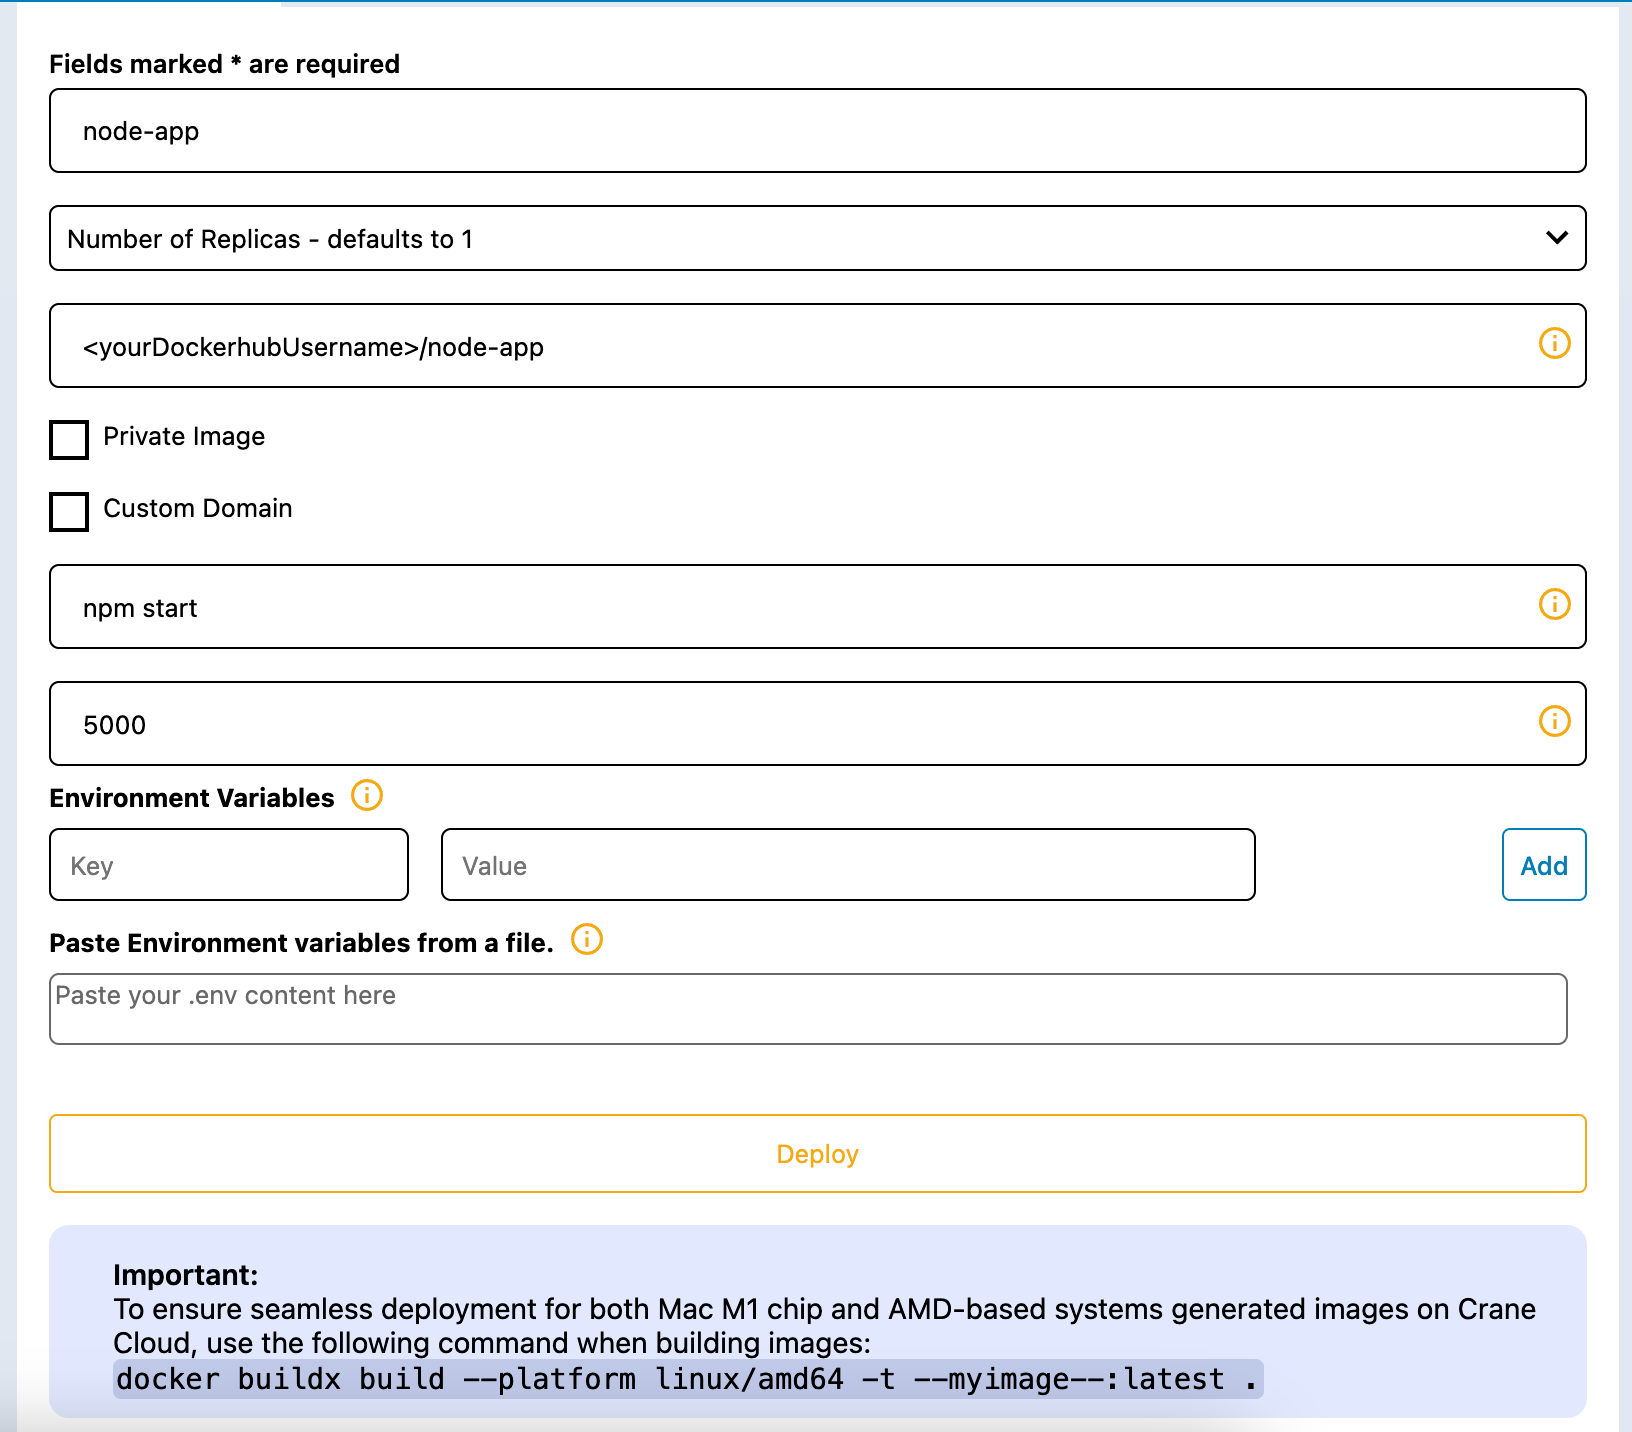 Fields marked * are required
node-app
Number of Replicas - defaults to 1
<yourDockerhubUsername>/node-app
Private Image
Custom Domain
npm start
5000
Environment Variables
Key
Value
Add
Paste Environment variables from a file.
Paste your .env content here
Deploy
Important:
To ensure seamless deployment for both Mac M1 chip and AMD-based systems generated images on Crane
Cloud, use the following command when building images:
docker buildx build --platform linux/amd64 -t --myimage--:latest .